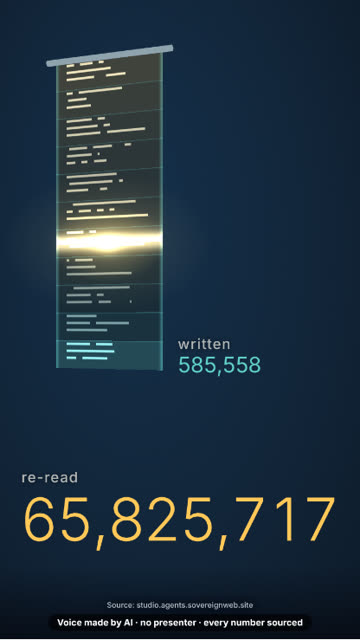 written
585,558
re-read
65,825,717
Source: studio.agents.sovereignweb.site
Voice made by AI · no presenter · every number sourced